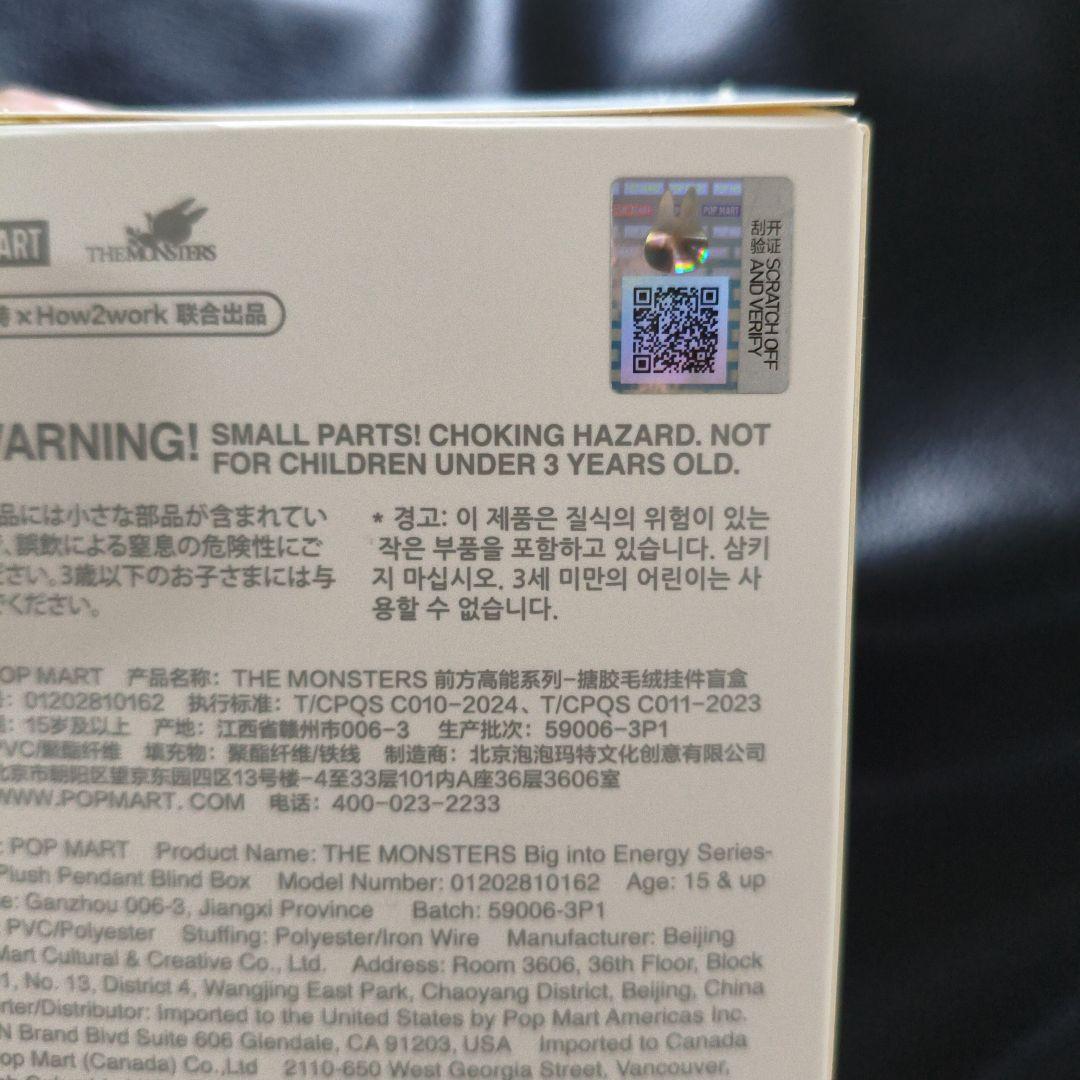 ART
THE MONSTERS
×How2work 联合出品
POP MART
开证 SCRATCH OFF
刮验 AND VERIFY
WARNING! SMALL PARTS! CHOKING HAZARD. NOT
FOR CHILDREN UNDER 3 YEARS OLD.
品には小さな部品が含まれてい
、誤飲による窒息の危険性にご
ださい。3歳以下のお子さまには与
でください。
* 경고: 이 제품은 질식의 위험이 있는
작은 부품을 포함하고 있습니다. 삼키
지 마십시오. 3세 미만의 어린이는 사
용할 수 없습니다.
POP MART 产品名称: THE MONSTERS 前方高能系列-搪胶毛绒挂件盲盒
: 01202810162 执行标准: T/CPQS C010-2024、T/CPQS C011-2023
: 15岁及以上 产地: 江西省赣州市006-3 生产批次: 59006-3P1
PVC/聚酯纤维 填充物: 聚酯纤维/铁线 制造商: 北京泡泡玛特文化创意有限公司
北京市朝阳区望京东园四区13号楼-4至33层101内A座36层3606室
WWW.POPMART.COM 电话: 400-023-2233
: POP MART Product Name: THE MONSTERS Big into Energy Series-
Plush Pendant Blind Box Model Number: 01202810162 Age: 15 & up
e: Ganzhou 006-3, Jiangxi Province Batch: 59006-3P1
PVC/Polyester Stuffing: Polyester/Iron Wire Manufacturer: Beijing
Mart Cultural & Creative Co., Ltd. Address: Room 3606, 36th Floor, Block
1, No. 13, District 4, Wangjing East Park, Chaoyang District, Beijing, China
rter/Distributor: Imported to the United States by Pop Mart Americas Inc.
N Brand Blvd Suite 606 Glendale, CA 91203, USA Imported to Canada
Pop Mart (Canada) Co.,Ltd 2110-650 West Georgia Street, Vancouver,